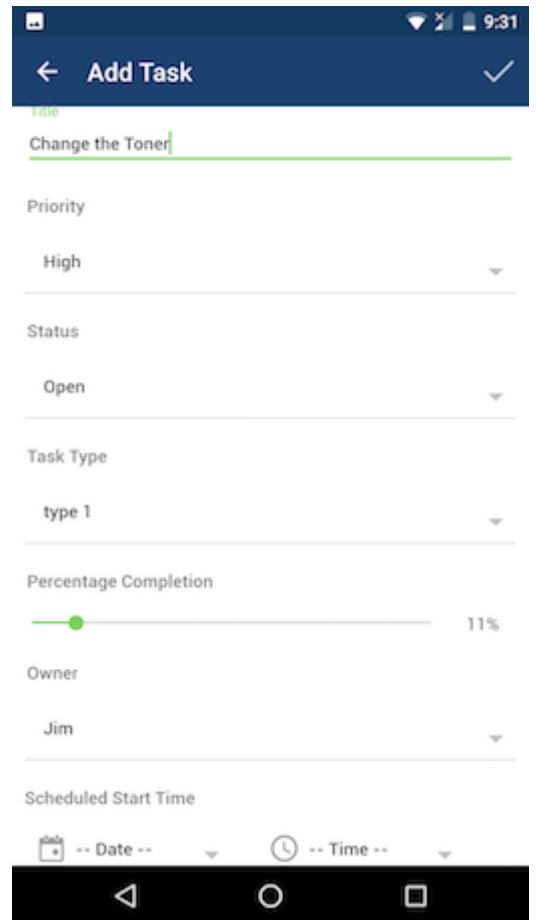 9:31
Add Task
Title
Change the Toner
Priority
High
Status
Open
Task Type
type 1
Percentage Completion
11%
Owner
Jim
Scheduled Start Time
-- Date -- -- Time --